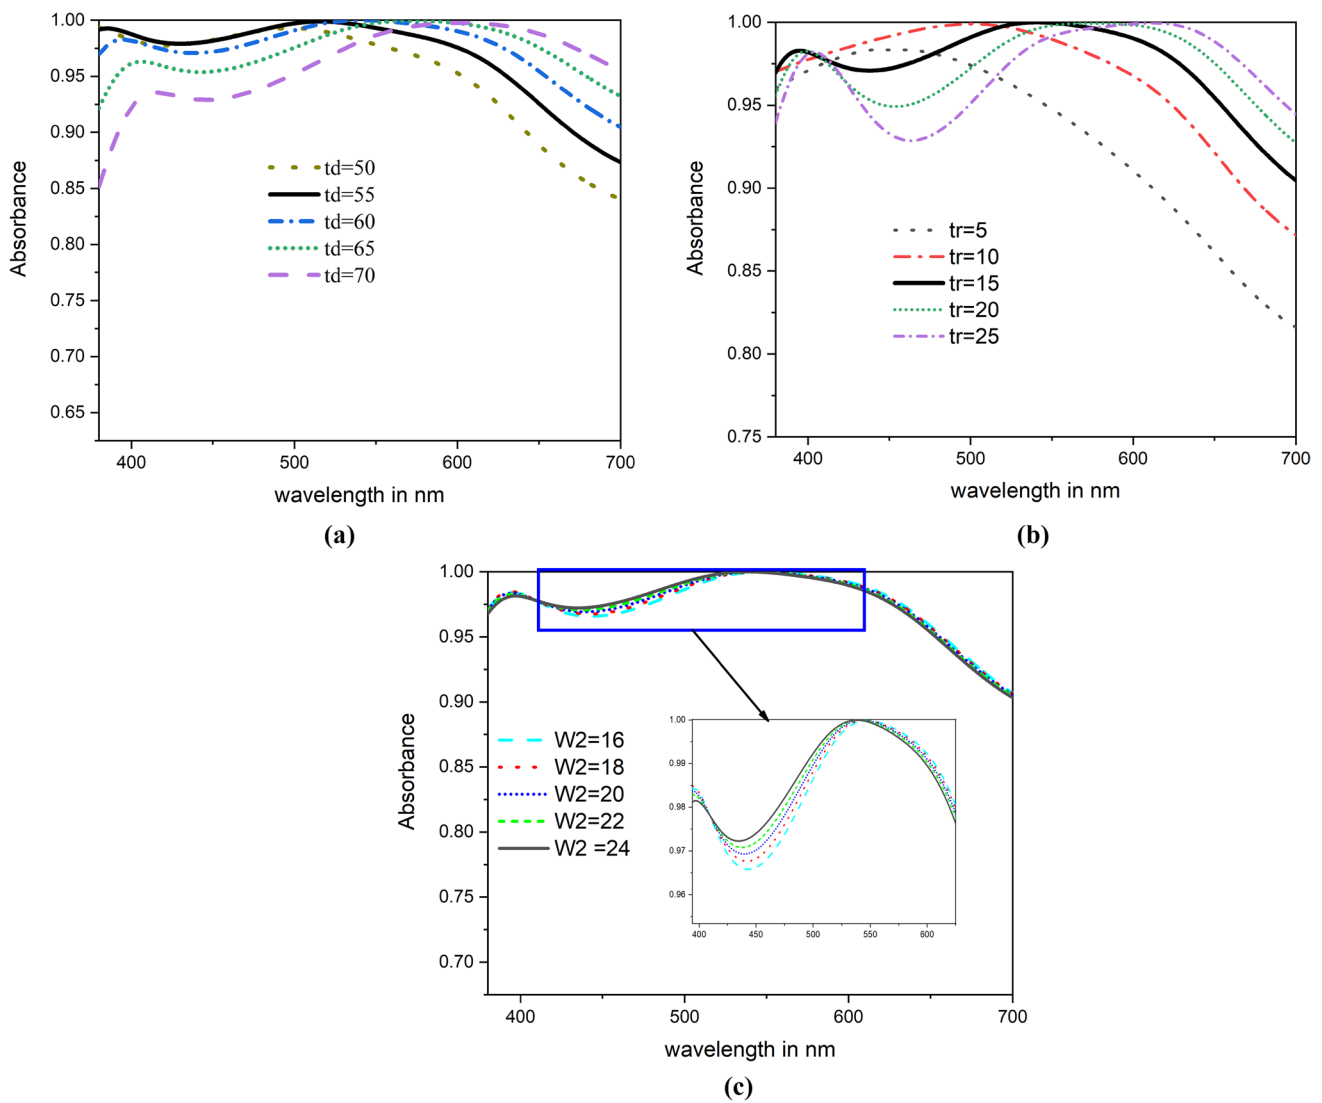 1.00
0.95
0.90
0.85
0.80
0.75
0.70
0.65
Absorbance
td=50
td=55
td=60
td=65
td=70
400
500
600
700
wavelength in nm
(a)
1.00
0.95
0.90
0.85
0.80
0.75
Absorbance
tr=5
tr=10
tr=15
tr=20
tr=25
400
500
600
700
wavelength in nm
(b)
1.00
0.95
0.90
0.85
0.80
0.75
0.70
Absorbance
W2=16
W2=18
W2=20
W2=22
W2 =24
1.00
0.99
0.98
0.97
0.96
400
450
500
550
600
400
500
600
700
wavelength in nm
(c)